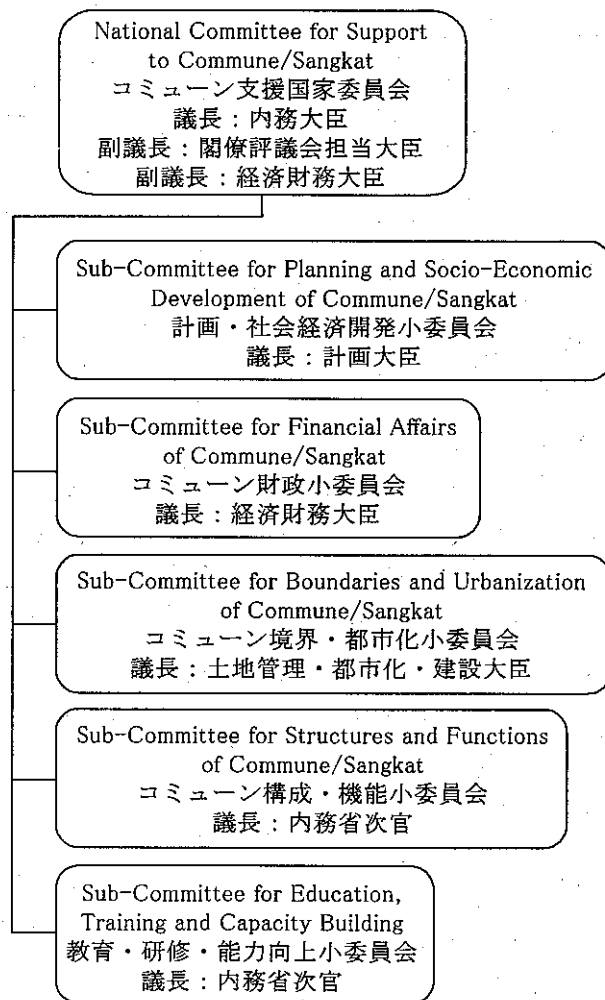 National Committee for Support
to Commune/Sangkat
コミューン支援国家委員会
議長：内務大臣
副議長：閣僚評議会担当大臣
副議長：経済財務大臣
Sub-Committee for Planning and Socio-Economic
Development of Commune/Sangkat
計画・社会経済開発小委員会
議長：計画大臣
Sub-Committee for Financial Affairs
of Commune/Sangkat
コミューン財政小委員会
議長：経済財務大臣
Sub-Committee for Boundaries and Urbanization
of Commune/Sangkat
コミューン境界・都市化小委員会
議長：土地管理・都市化・建設大臣
Sub-Committee for Structures and Functions
of Commune/Sangkat
コミューン構成・機能小委員会
議長：内務省次官
Sub-Committee for Education,
Training and Capacity Building
教育・研修・能力向上小委員会
議長：内務省次官